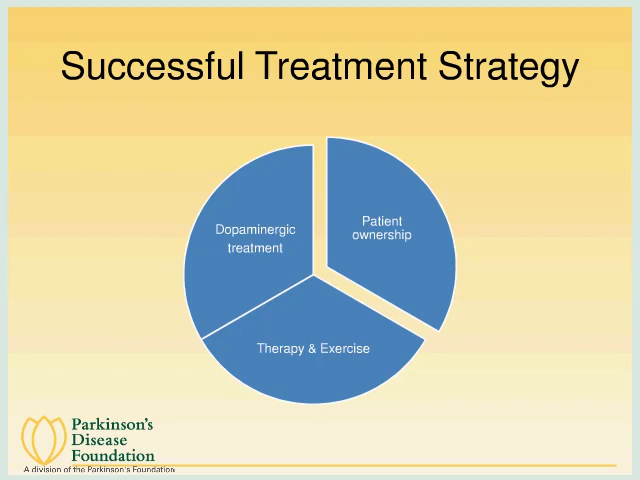 Successful Treatment Strategy
Patient
ownership
Dopaminergic
treatment
Therapy & Exercise
Parkinson's
Disease
Foundation
A division of the Parkinson's Foundation